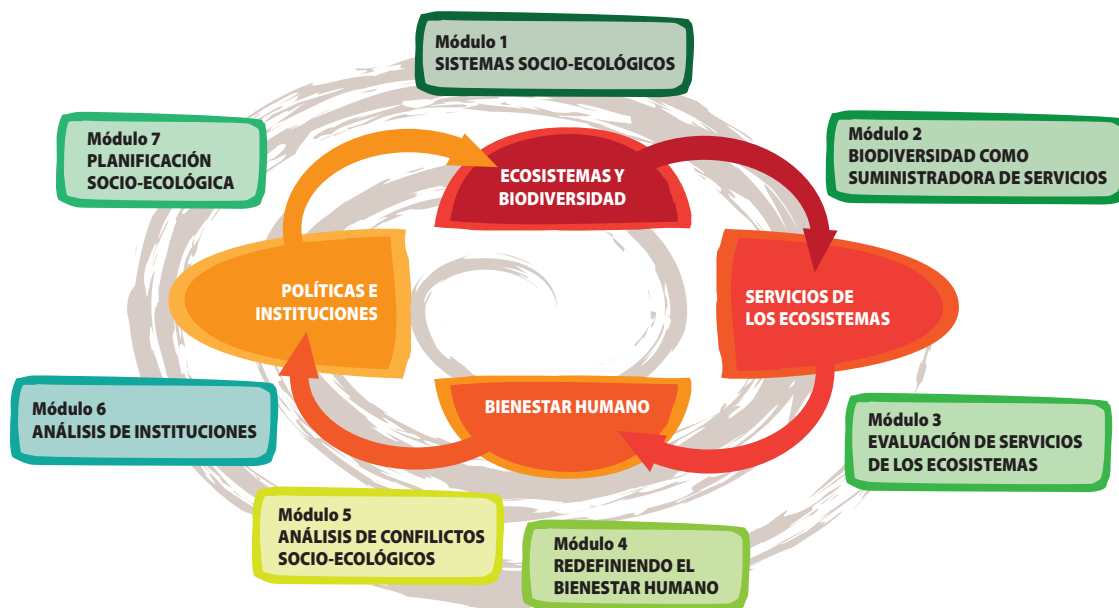 Módulo 1
SISTEMAS SOCIO-ECOLÓGICOS
Módulo 2
BIODIVERSIDAD COMO
SUMINISTRADORA DE SERVICIOS
Módulo 7
PLANIFICACIÓN
SOCIO-ECOLÓGICA
ECOSISTEMAS Y
BIODIVERSIDAD
POLÍTICAS E
INSTITUCIONES
SERVICIOS DE
LOS ECOSISTEMAS
BIENESTAR HUMANO
Módulo 6
ANÁLISIS DE INSTITUCIONES
Módulo 3
EVALUACIÓN DE SERVICIOS
DE LOS ECOSISTEMAS
Módulo 5
ANÁLISIS DE CONFLICTOS
SOCIO-ECOLÓGICOS
Módulo 4
REDEFINIENDO EL
BIENESTAR HUMANO